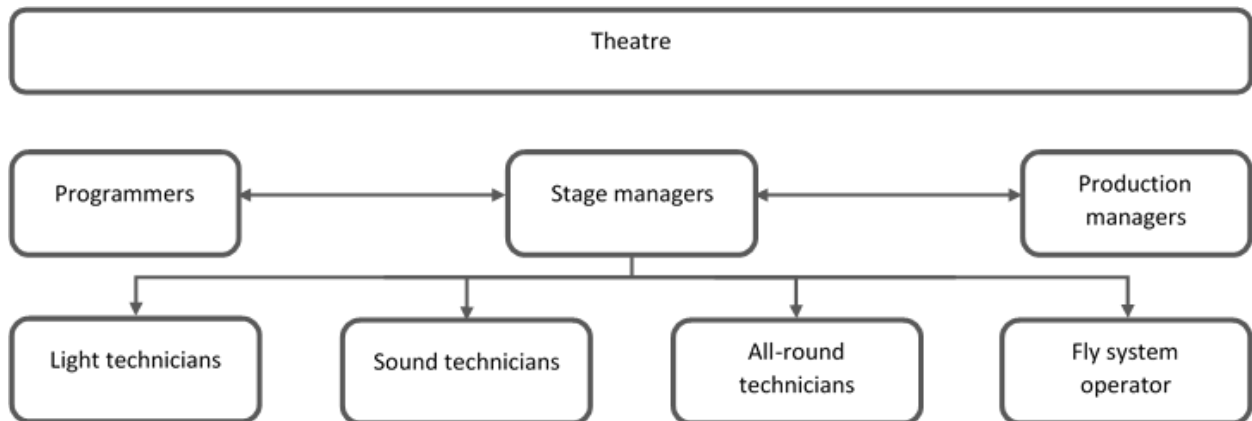 Theatre
Programmers
Stage managers
Production
managers
Light technicians
Sound technicians
All-round
technicians
Fly system
operator